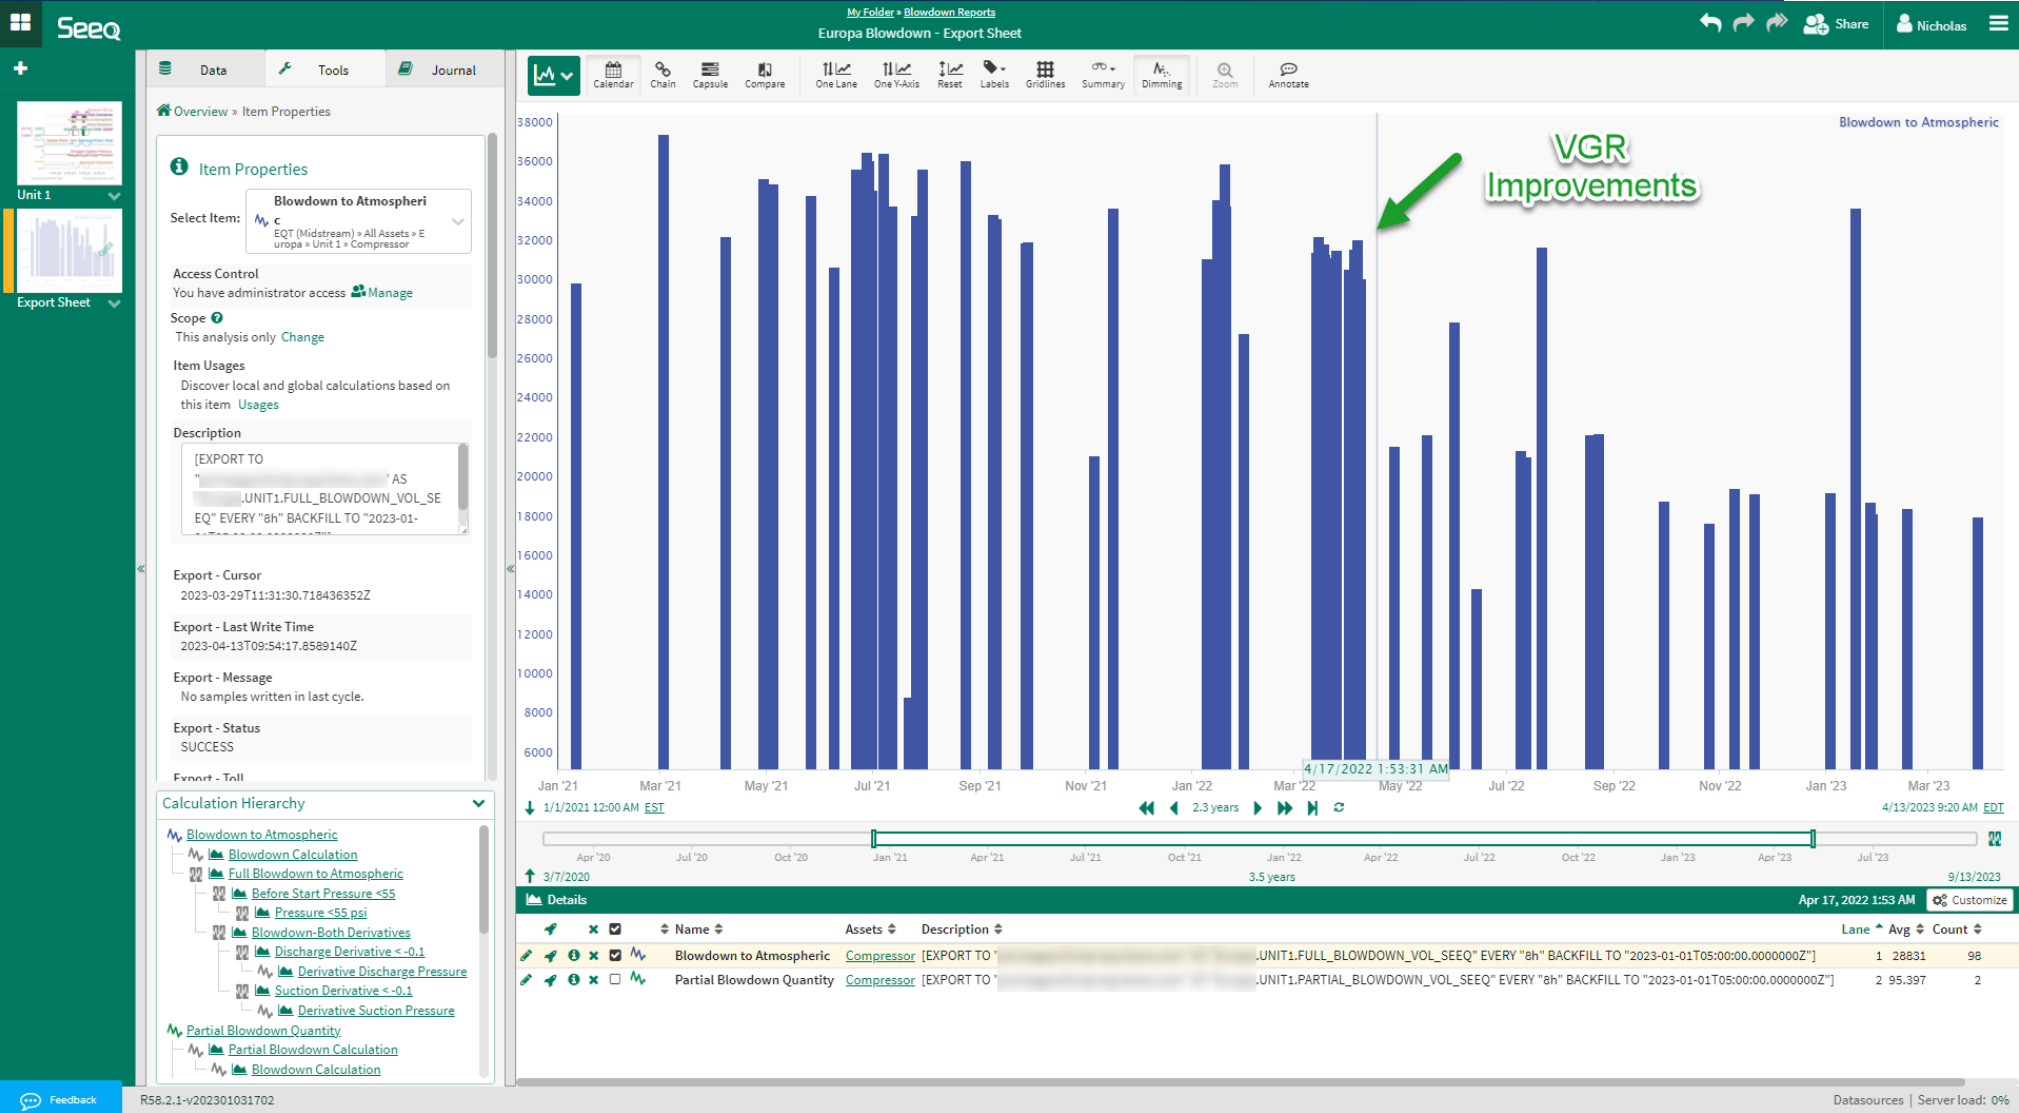 Seeq
My Folder » Blowdown Reports
Europa Blowdown - Export Sheet
Share
Nicholas
Data
Tools
Journal
Unit 1
Export Sheet
Overview » Item Properties
Item Properties
Select Item:
Blowdown to Atmospheri
c
EQT (Midstream) » All Assets » E
uropa » Unit 1 » Compressor
Access Control
You have administrator access Manage
Scope
This analysis only Change
Item Usages
Discover local and global calculations based on
this item Usages
Description
[EXPORT TO
" " AS
.UNIT1.FULL_BLOWDOWN_VOL_SE
EQ" EVERY "8h" BACKFILL TO "2023-01-
Export - Cursor
2023-03-29T11:31:30.718436352Z
Export - Last Write Time
2023-04-13T09:54:17.8589140Z
Export - Message
No samples written in last cycle.
Export - Status
SUCCESS
Export - Toll
Calculation Hierarchy
Blowdown to Atmospheric
Blowdown Calculation
Full Blowdown to Atmospheric
Before Start Pressure <55
Pressure <55 psi
Blowdown-Both Derivatives
Discharge Derivative < -0.1
Derivative Discharge Pressure
Suction Derivative < -0.1
Derivative Suction Pressure
Partial Blowdown Quantity
Partial Blowdown Calculation
Blowdown Calculation
Calendar
Chain
Capsule
Compare
One Lane
One Y-Axis
Reset
Labels
Gridlines
Summary
Dimming
Zoom
Annotate
Blowdown to Atmospheric
VGR
Improvements
38000
36000
34000
32000
30000
28000
26000
24000
22000
20000
18000
16000
14000
12000
10000
8000
6000
Jan '21
Mar '21
May '21
Jul '21
Sep '21
Nov '21
Jan '22
Mar '22
May '22
Jul '22
Sep '22
Nov '22
Jan '23
Mar '23
4/17/2022 1:53:31 AM
1/1/2021 12:00 AM EST
2.3 years
4/13/2023 9:20 AM EDT
Apr '20
Jul '20
Oct '20
Jan '21
Apr '21
Jul '21
Oct '21
Jan '22
Apr '22
Jul '22
Oct '22
Jan '23
Apr '23
Jul '23
3/7/2020
3.5 years
9/13/2023
Details
Apr 17, 2022 1:53 AM
Customize
Name Assets Description Lane Avg Count
Blowdown to Atmospheric Compressor [EXPORT TO " .UNIT1.FULL_BLOWDOWN_VOL_SEEQ" EVERY "8h" BACKFILL TO "2023-01-01T05:00:00.0000000Z"] 1 28831 98
Partial Blowdown Quantity Compressor [EXPORT TO " .UNIT1.PARTIAL_BLOWDOWN_VOL_SEEQ" EVERY "8h" BACKFILL TO "2023-01-01T05:00:00.0000000Z"] 2 95.397 2
Feedback
R58.2.1-v202301031702
Datasources | Server load: 0%